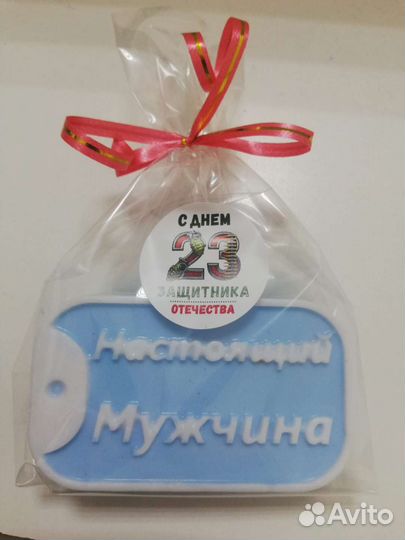 С ДНЕМ
23
ЗАЩИТНИКА
ОТЕЧЕСТВА
Настоящий
Мужчина
Avito